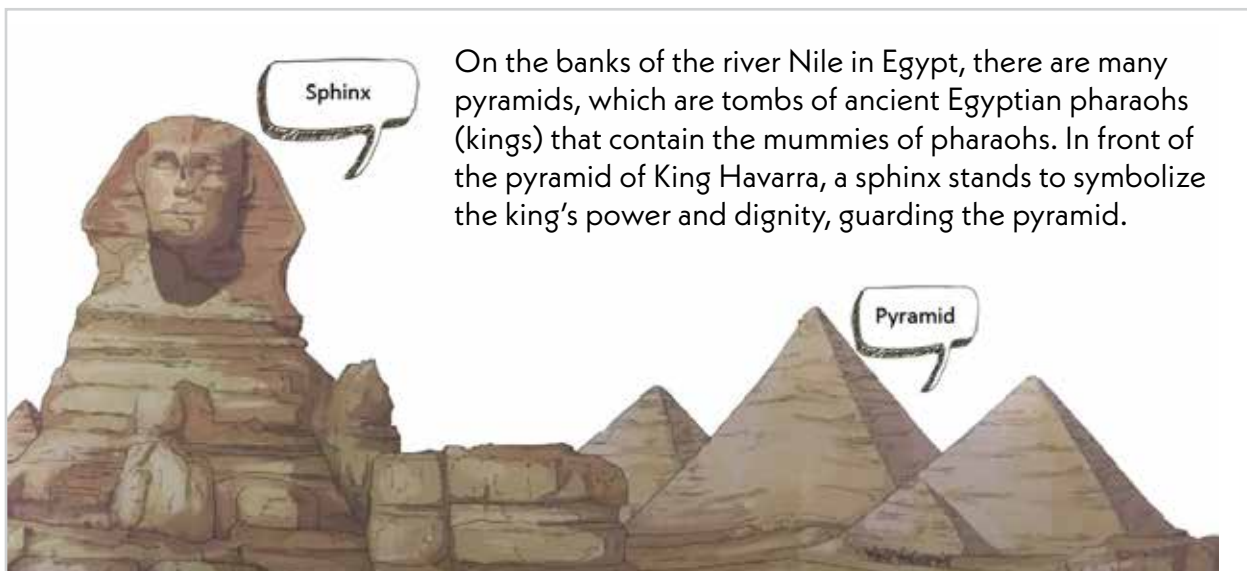 Sphinx
On the banks of the river Nile in Egypt, there are many
pyramids, which are tombs of ancient Egyptian pharaohs
(kings) that contain the mummies of pharaohs. In front of
the pyramid of King Havarra, a sphinx stands to symbolize
the king's power and dignity, guarding the pyramid.
Pyramid